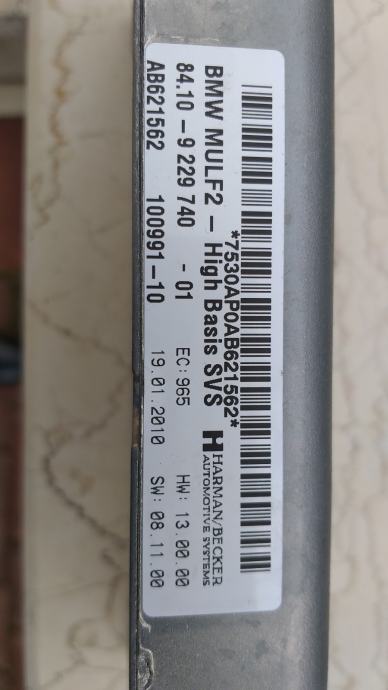 *7530AP0AB621562*
BMW MULF2 – High Basis SVS H HARMAN/BECKER
AUTOMOTIVE SYSTEMS
84.10 – 9 229 740 - 01 EC: 965 HW: 13.00.00
AB621562 100991-10 19.01.2010 SW: 08.11.00